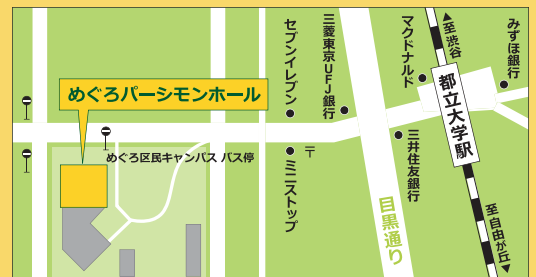 めぐろパーシモンホール
めぐろ区民キャンパス バス停
セブンイレブン
ミニストップ
〒
三菱東京UFJ銀行
マクドナルド
三井住友銀行
目黒通り
▲至渋谷
都立大学駅
至自由が丘▼
みずほ銀行